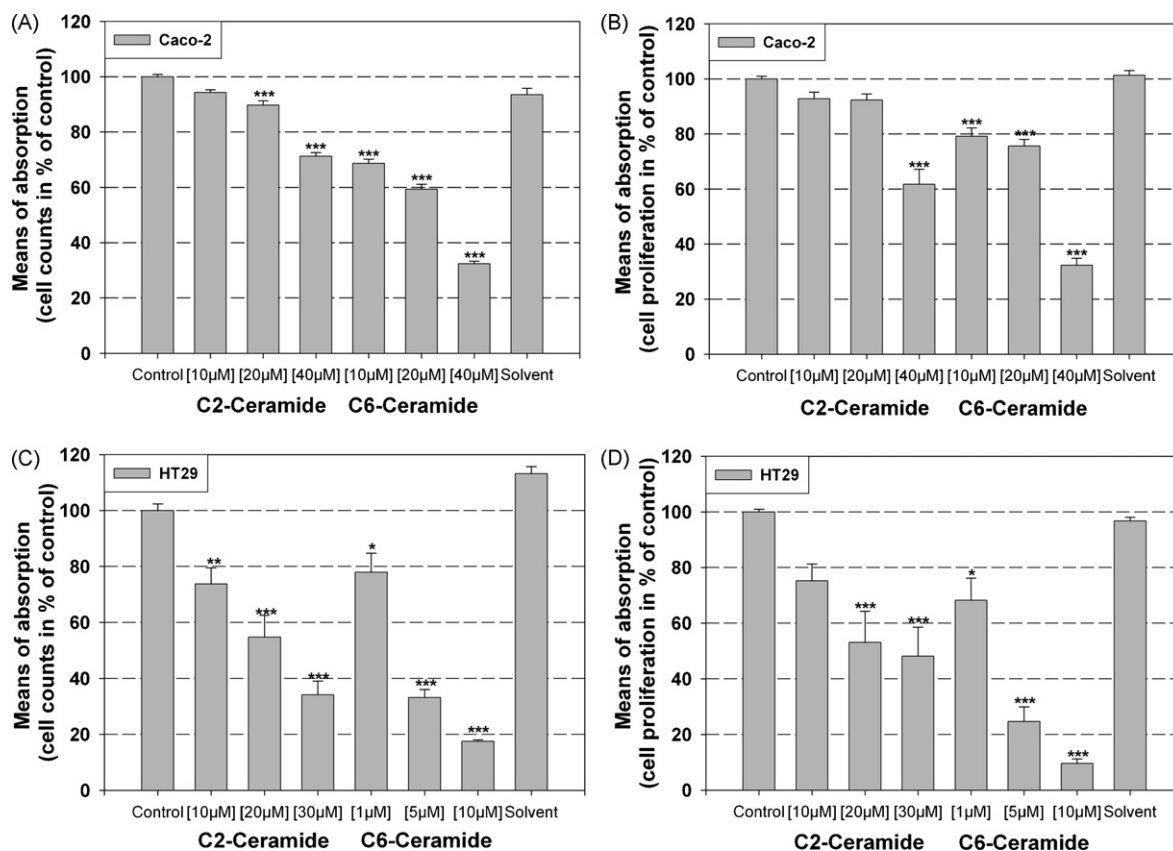 (A)
Caco-2
Means of absorption
(cell counts in % of control)
120
100
80
60
40
20
0
***
***
***
***
***
Control [10µM] [20µM] [40µM] [10µM] [20µM] [40µM] Solvent
C2-Ceramide C6-Ceramide
(B)
Caco-2
Means of absorption
(cell proliferation in % of control)
120
100
80
60
40
20
0
***
***
***
***
Control [10µM] [20µM] [40µM] [10µM] [20µM] [40µM] Solvent
C2-Ceramide C6-Ceramide
(C)
HT29
Means of absorption
(cell counts in % of control)
120
100
80
60
40
20
0
**
***
***
*
***
***
Control [10µM] [20µM] [30µM] [1µM] [5µM] [10µM] Solvent
C2-Ceramide C6-Ceramide
(D)
HT29
Means of absorption
(cell proliferation in % of control)
120
100
80
60
40
20
0
***
***
*
***
***
Control [10µM] [20µM] [30µM] [1µM] [5µM] [10µM] Solvent
C2-Ceramide C6-Ceramide